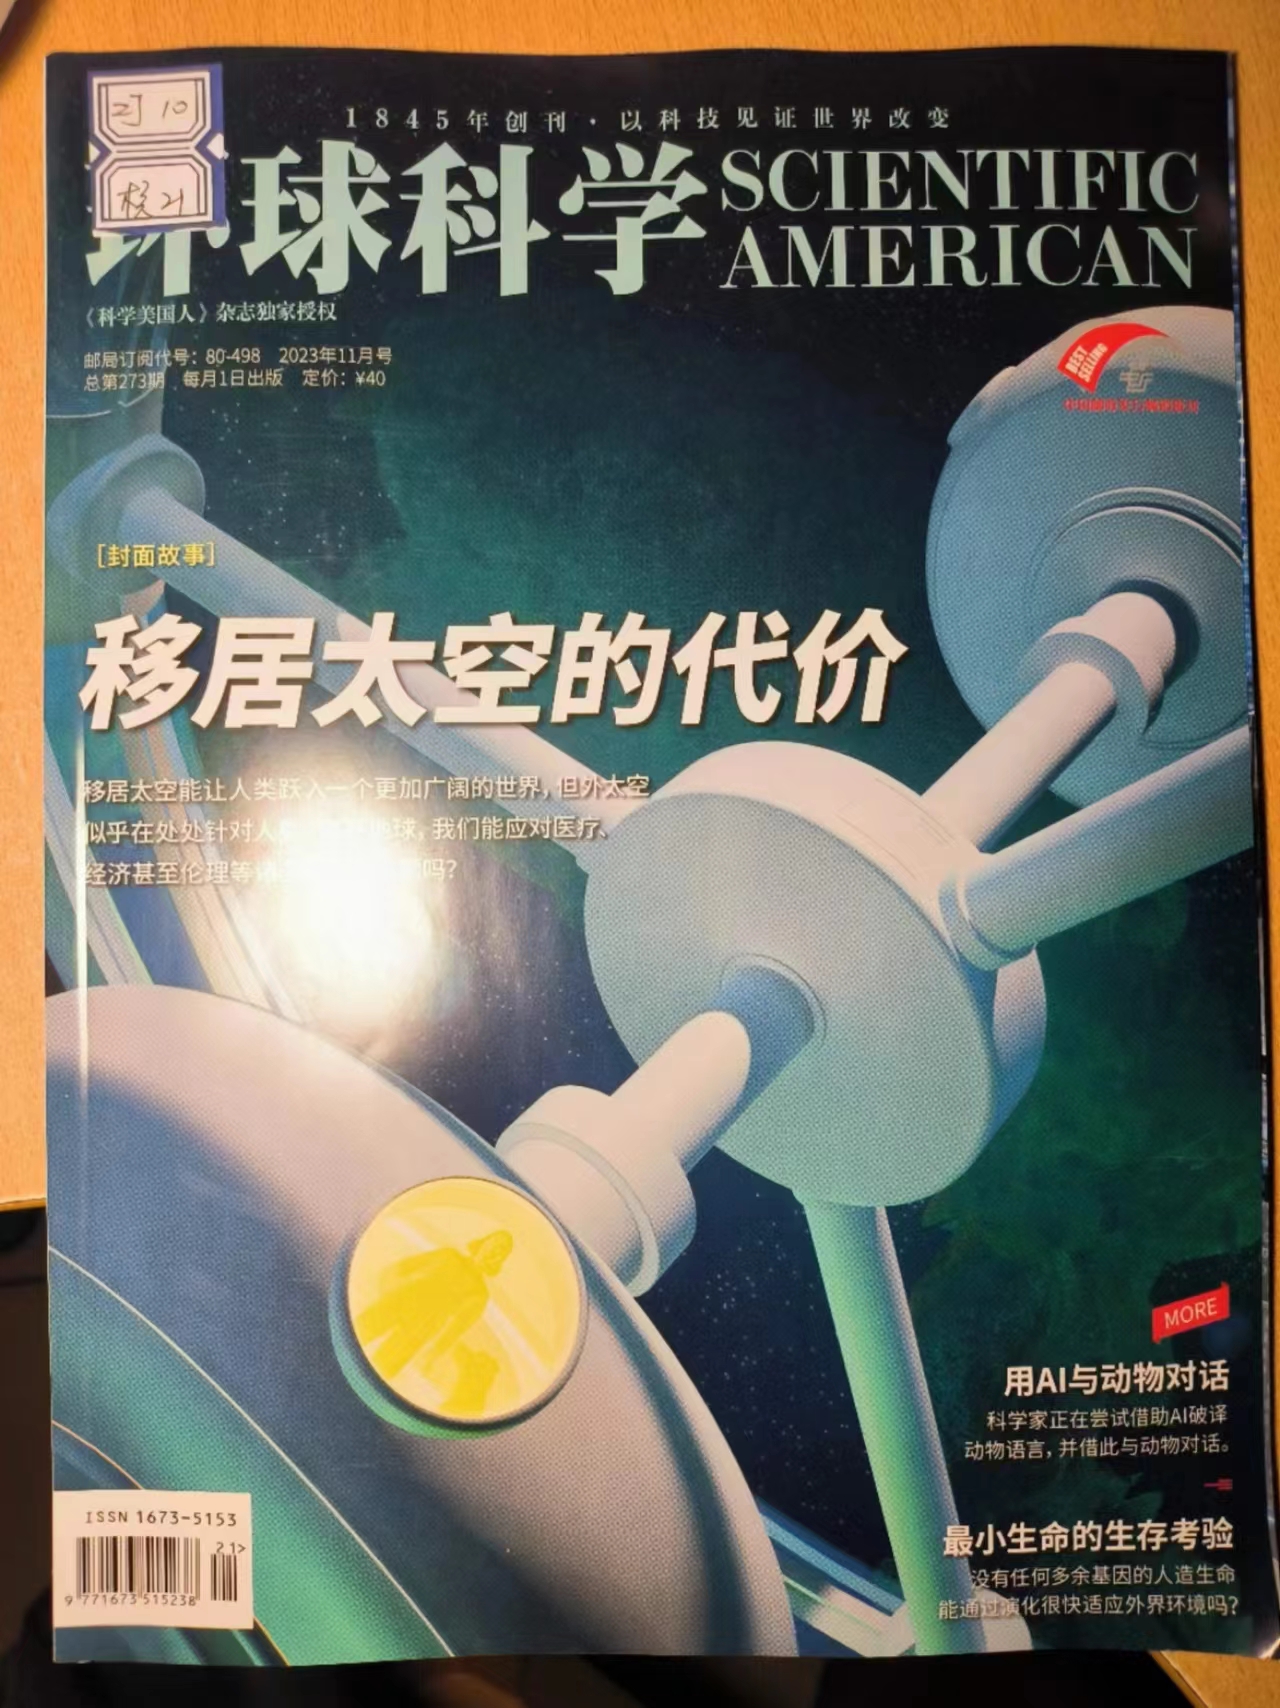 刊 10
核 21
1845年创刊·以科技见证世界改变
环球科学
SCIENTIFIC
AMERICAN
《科学美国人》杂志独家授权
邮局订阅代号：80-498 2023年11月号
总第273期 每月1日出版 定价：¥40
BEST
SELLING
[封面故事]
移居太空的代价
移居太空能让人类跃入一个更加广阔的世界，但外太空
似乎在处处针对人 球，我们能应对医疗、
经济甚至伦理等 吗？
MORE
用AI与动物对话
科学家正在尝试借助AI破译
动物语言，并借此与动物对话。
最小生命的生存考验
没有任何多余基因的人造生命
能通过演化很快适应外界环境吗？
ISSN 1673-5153
21>
9 771673 515238